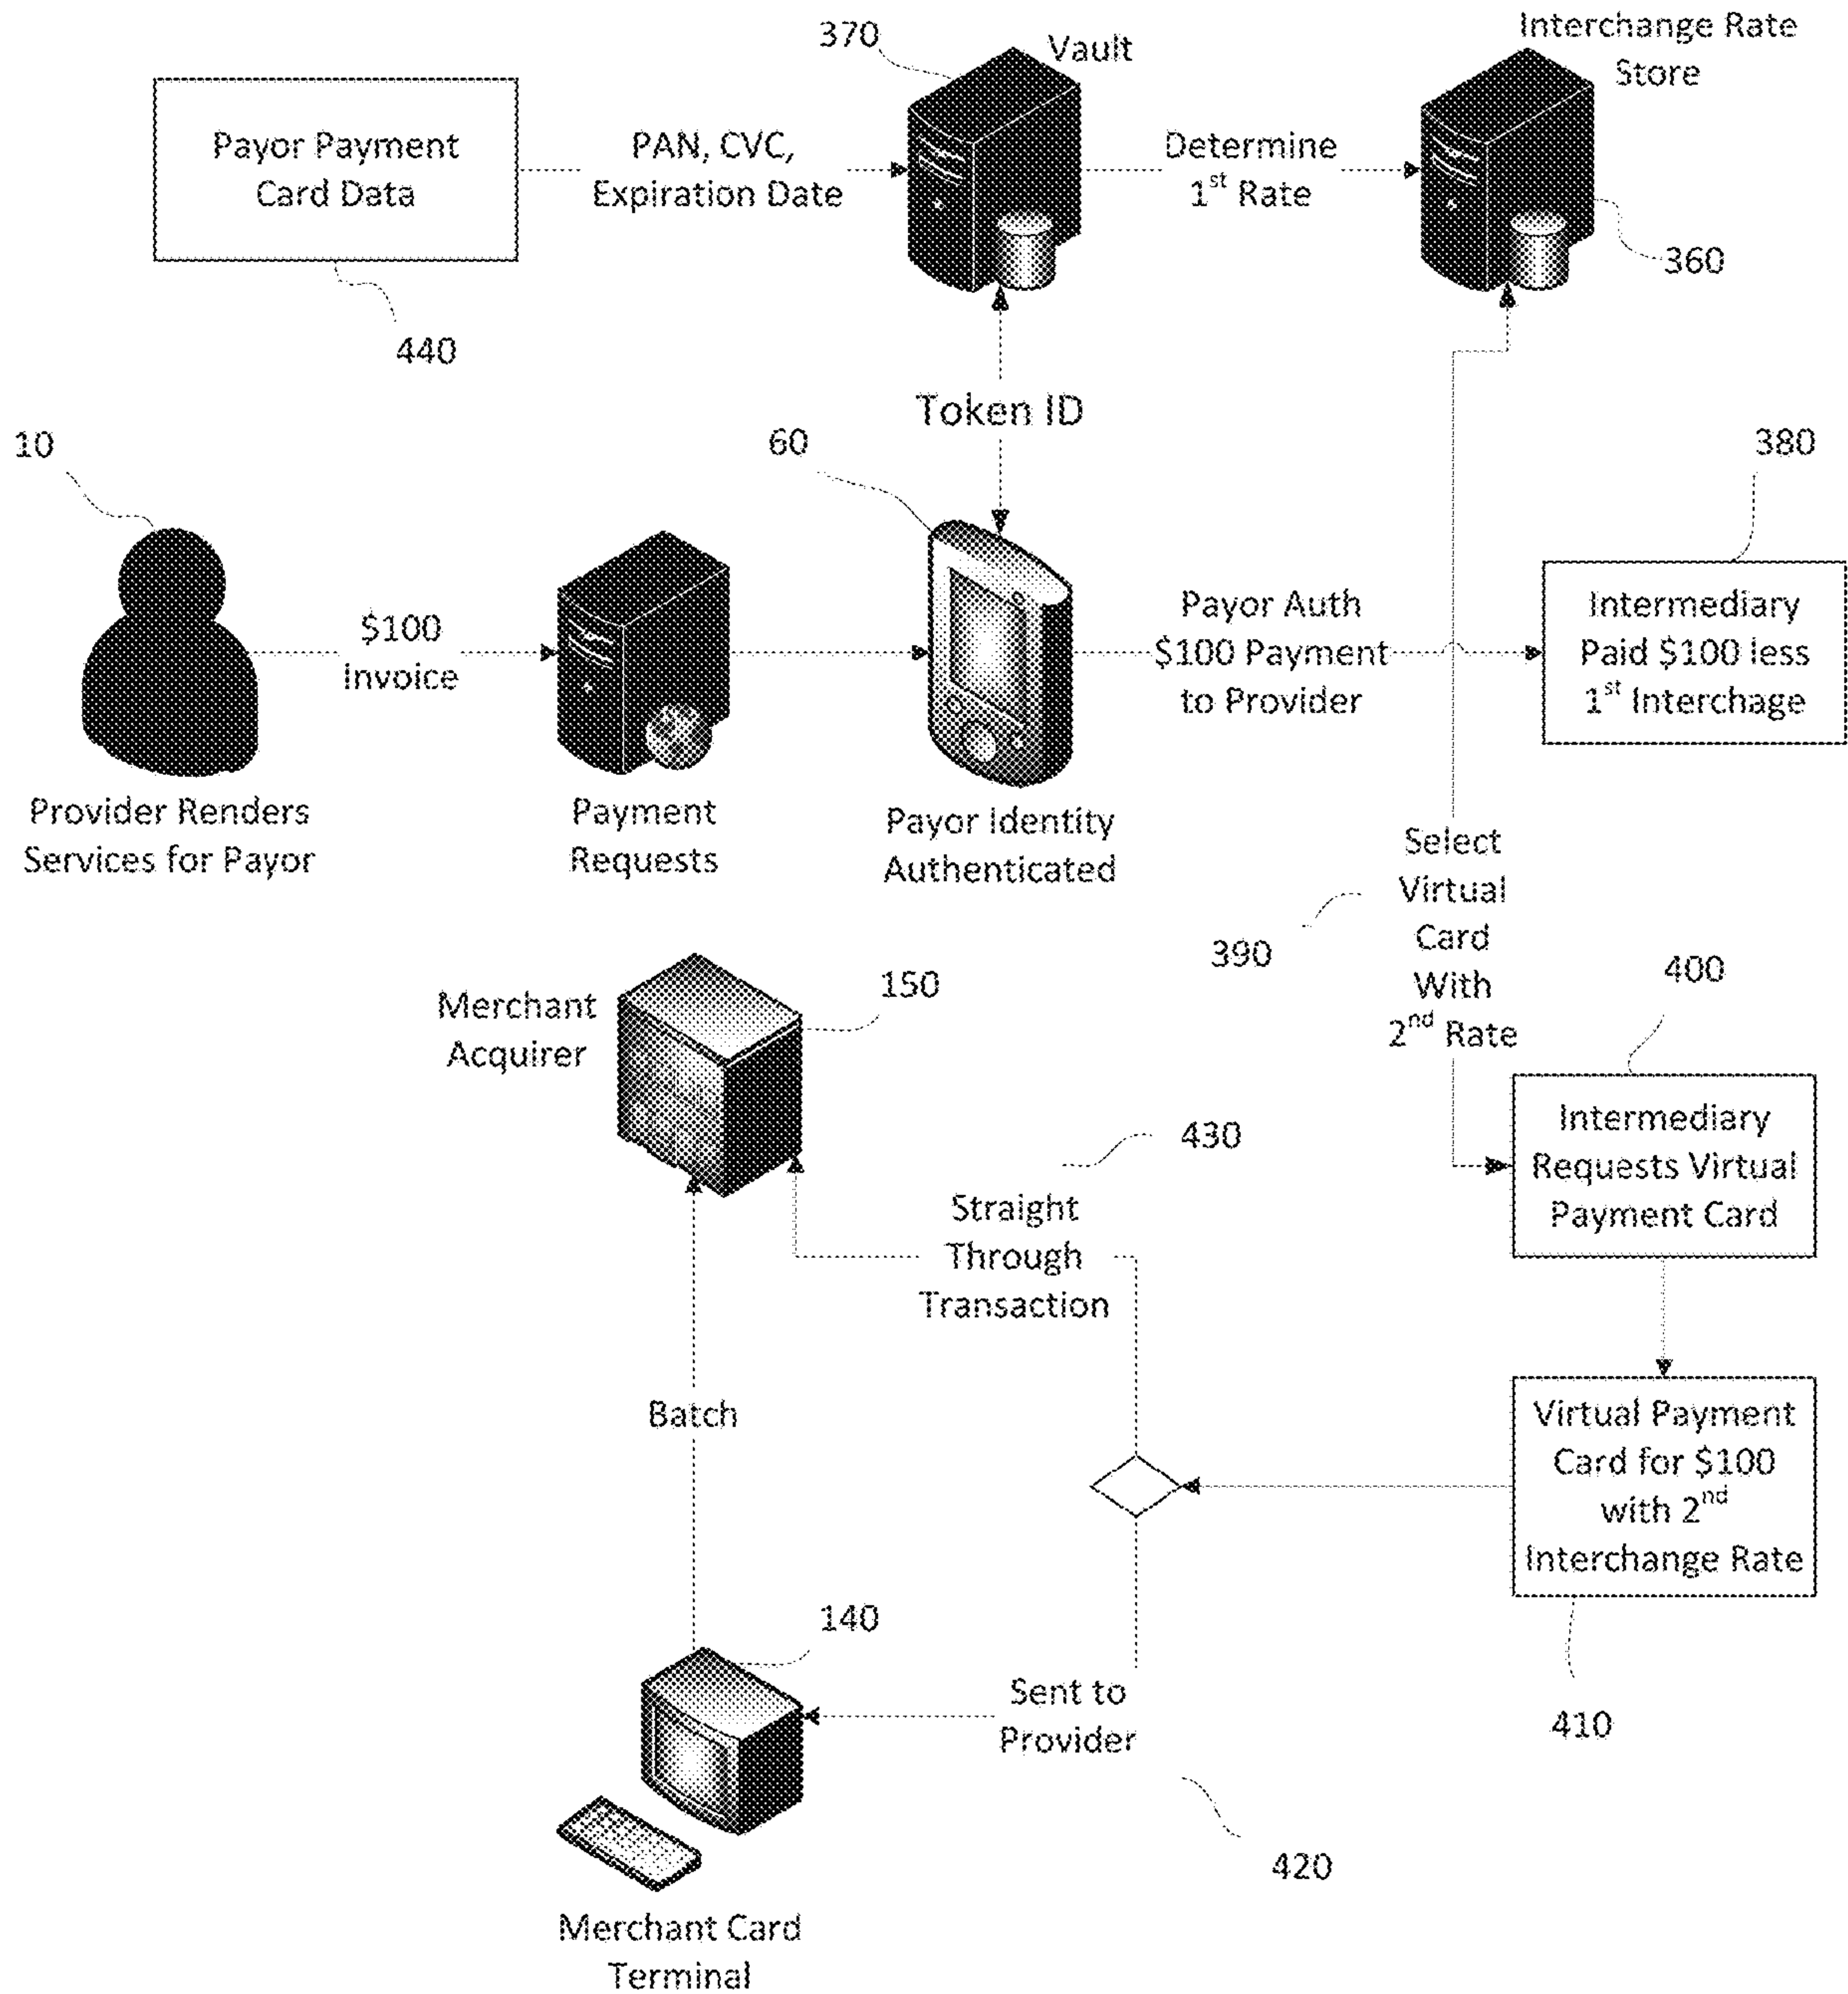 370
Vault
Interchange Rate
Store
Payor Payment
Card Data
PAN, CVC,
Expiration Date
Determine
1st Rate
360
440
Token ID
10
60
380
$100
Invoice
Payor Auth
$100 Payment
to Provider
Intermediary
Paid $100 less
1st Interchage
Provider Renders
Services for Payor
Payment
Requests
Payor Identity
Authenticated
Select
Virtual
Card
With
2nd Rate
390
400
Merchant
Acquirer
150
430
Intermediary
Requests Virtual
Payment Card
Straight
Through
Transaction
Batch
Virtual Payment
Card for $100
with 2nd
Interchange Rate
140
Sent to
Provider
410
420
Merchant Card
Terminal